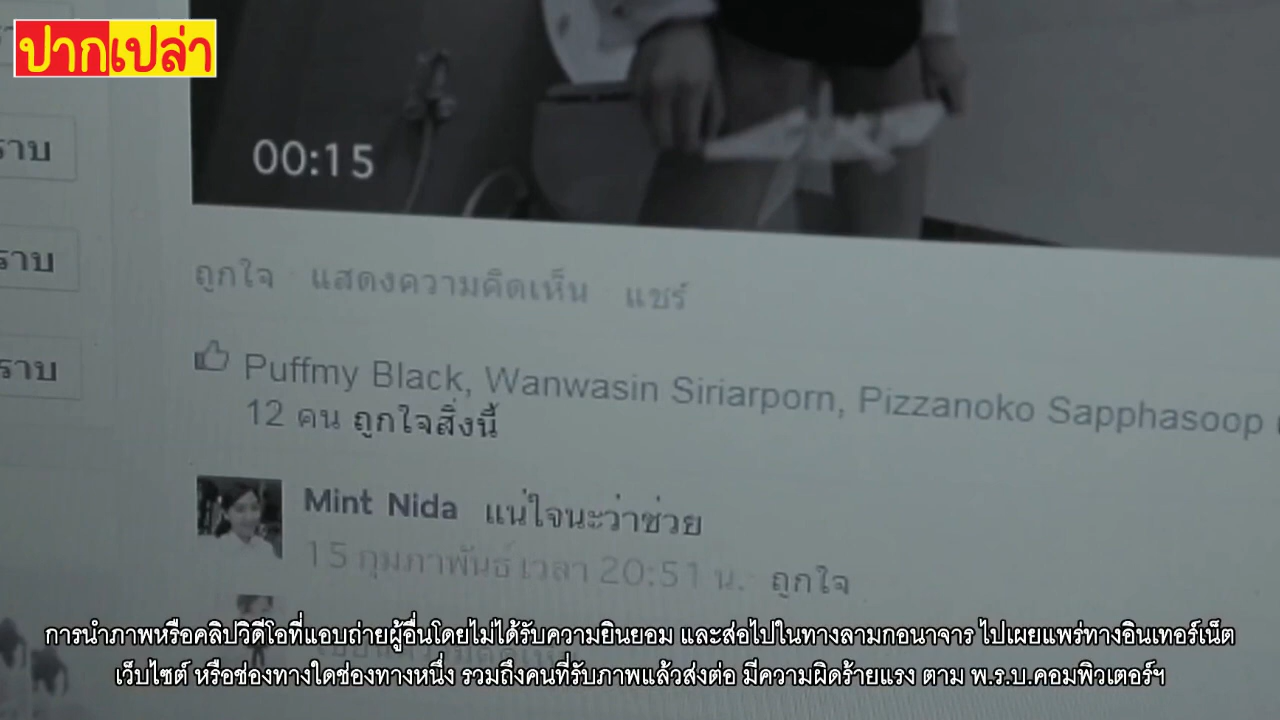 ปากเปล่า
ราบ
00:15
ราบ
ถูกใจ แสดงความคิดเห็น แชร์
ราบ
Puffmy Black, Wanwasin Siriarporn, Pizzanoko Sapphasoop
12 คน ถูกใจสิ่งนี้
Mint Nida แน่ใจนะว่าช่วย
15 กุมภาพันธ์ เวลา 20:51 น. ถูกใจ
การนำภาพหรือคลิปวิดีโอที่แอบถ่ายผู้อื่นโดยไม่ได้รับความยินยอม และส่อไปในทางลามกอนาจาร ไปเผยแพร่ทางอินเทอร์เน็ต
เว็บไซต์ หรือช่องทางใดช่องทางหนึ่ง รวมถึงคนที่รับภาพแล้วส่งต่อ มีความผิดร้ายแรง ตาม พ.ร.บ.คอมพิวเตอร์ฯ